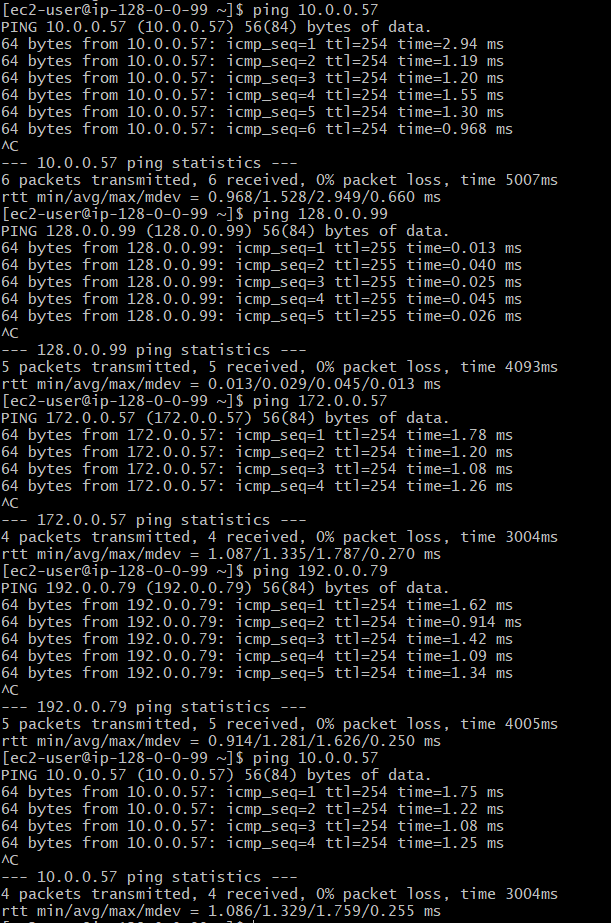 [ec2-user@ip-128-0-0-99 ~]$ ping 10.0.0.57
PING 10.0.0.57 (10.0.0.57) 56(84) bytes of data.
64 bytes from 10.0.0.57: icmp_seq=1 ttl=254 time=2.94 ms
64 bytes from 10.0.0.57: icmp_seq=2 ttl=254 time=1.19 ms
64 bytes from 10.0.0.57: icmp_seq=3 ttl=254 time=1.20 ms
64 bytes from 10.0.0.57: icmp_seq=4 ttl=254 time=1.55 ms
64 bytes from 10.0.0.57: icmp_seq=5 ttl=254 time=1.30 ms
64 bytes from 10.0.0.57: icmp_seq=6 ttl=254 time=0.968 ms
^C
--- 10.0.0.57 ping statistics ---
6 packets transmitted, 6 received, 0% packet loss, time 5007ms
rtt min/avg/max/mdev = 0.968/1.528/2.949/0.660 ms
[ec2-user@ip-128-0-0-99 ~]$ ping 128.0.0.99
PING 128.0.0.99 (128.0.0.99) 56(84) bytes of data.
64 bytes from 128.0.0.99: icmp_seq=1 ttl=255 time=0.013 ms
64 bytes from 128.0.0.99: icmp_seq=2 ttl=255 time=0.040 ms
64 bytes from 128.0.0.99: icmp_seq=3 ttl=255 time=0.025 ms
64 bytes from 128.0.0.99: icmp_seq=4 ttl=255 time=0.045 ms
64 bytes from 128.0.0.99: icmp_seq=5 ttl=255 time=0.026 ms
^C
--- 128.0.0.99 ping statistics ---
5 packets transmitted, 5 received, 0% packet loss, time 4093ms
rtt min/avg/max/mdev = 0.013/0.029/0.045/0.013 ms
[ec2-user@ip-128-0-0-99 ~]$ ping 172.0.0.57
PING 172.0.0.57 (172.0.0.57) 56(84) bytes of data.
64 bytes from 172.0.0.57: icmp_seq=1 ttl=254 time=1.78 ms
64 bytes from 172.0.0.57: icmp_seq=2 ttl=254 time=1.20 ms
64 bytes from 172.0.0.57: icmp_seq=3 ttl=254 time=1.08 ms
64 bytes from 172.0.0.57: icmp_seq=4 ttl=254 time=1.26 ms
^C
--- 172.0.0.57 ping statistics ---
4 packets transmitted, 4 received, 0% packet loss, time 3004ms
rtt min/avg/max/mdev = 1.087/1.335/1.787/0.270 ms
[ec2-user@ip-128-0-0-99 ~]$ ping 192.0.0.79
PING 192.0.0.79 (192.0.0.79) 56(84) bytes of data.
64 bytes from 192.0.0.79: icmp_seq=1 ttl=254 time=1.62 ms
64 bytes from 192.0.0.79: icmp_seq=2 ttl=254 time=0.914 ms
64 bytes from 192.0.0.79: icmp_seq=3 ttl=254 time=1.42 ms
64 bytes from 192.0.0.79: icmp_seq=4 ttl=254 time=1.09 ms
64 bytes from 192.0.0.79: icmp_seq=5 ttl=254 time=1.34 ms
^C
--- 192.0.0.79 ping statistics ---
5 packets transmitted, 5 received, 0% packet loss, time 4005ms
rtt min/avg/max/mdev = 0.914/1.281/1.626/0.250 ms
[ec2-user@ip-128-0-0-99 ~]$ ping 10.0.0.57
PING 10.0.0.57 (10.0.0.57) 56(84) bytes of data.
64 bytes from 10.0.0.57: icmp_seq=1 ttl=254 time=1.75 ms
64 bytes from 10.0.0.57: icmp_seq=2 ttl=254 time=1.22 ms
64 bytes from 10.0.0.57: icmp_seq=3 ttl=254 time=1.08 ms
64 bytes from 10.0.0.57: icmp_seq=4 ttl=254 time=1.25 ms
^C
--- 10.0.0.57 ping statistics ---
4 packets transmitted, 4 received, 0% packet loss, time 3004ms
rtt min/avg/max/mdev = 1.086/1.329/1.759/0.255 ms